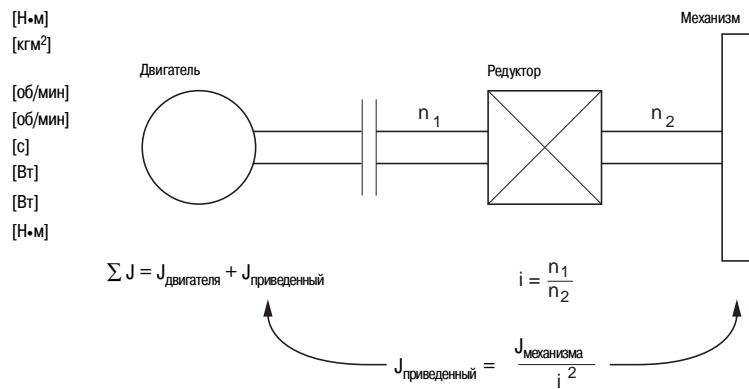 [Н•м]
[кгм²]
[об/мин]
[об/мин]
[с]
[Вт]
[Вт]
[Н•м]
Механизм
Двигатель
Редуктор
n₁
n₂
∑ J = Jдвигателя + Jприведенный
i = n₁/n₂
Jприведенный = Jмеханизма/i²